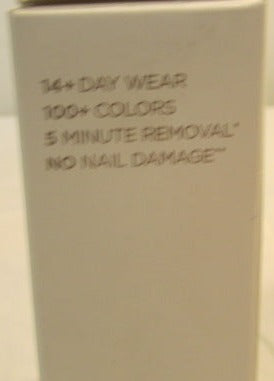 14+ DAY WEAR
100+ COLORS
5 MINUTE REMOVAL*
NO NAIL DAMAGE**